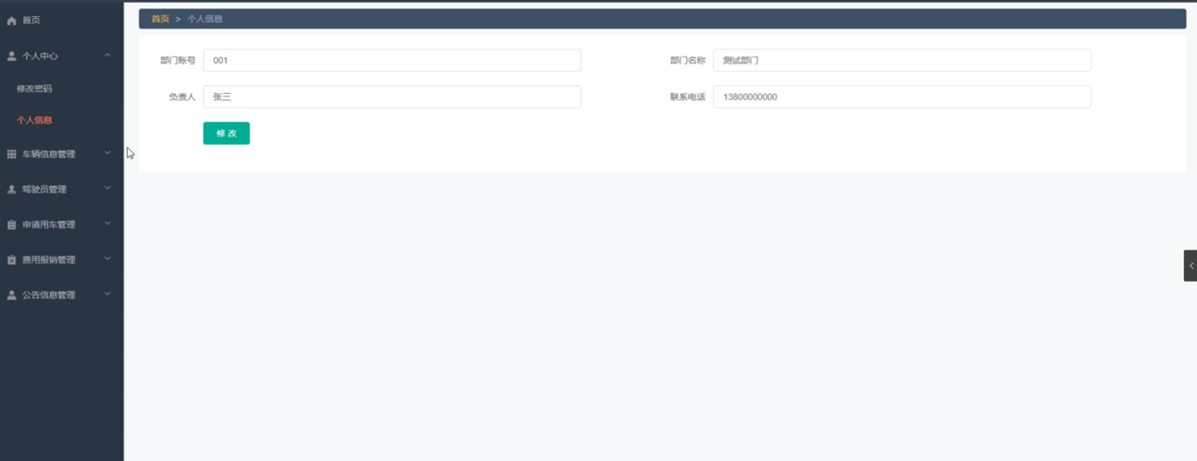 首页
个人中心
修改密码
个人信息
车辆信息管理
驾驶员管理
申请用车管理
费用报销管理
公告信息管理
首页 > 个人信息
部门账号 001 部门名称 测试部门
负责人 张三 联系电话 13800000000
修 改